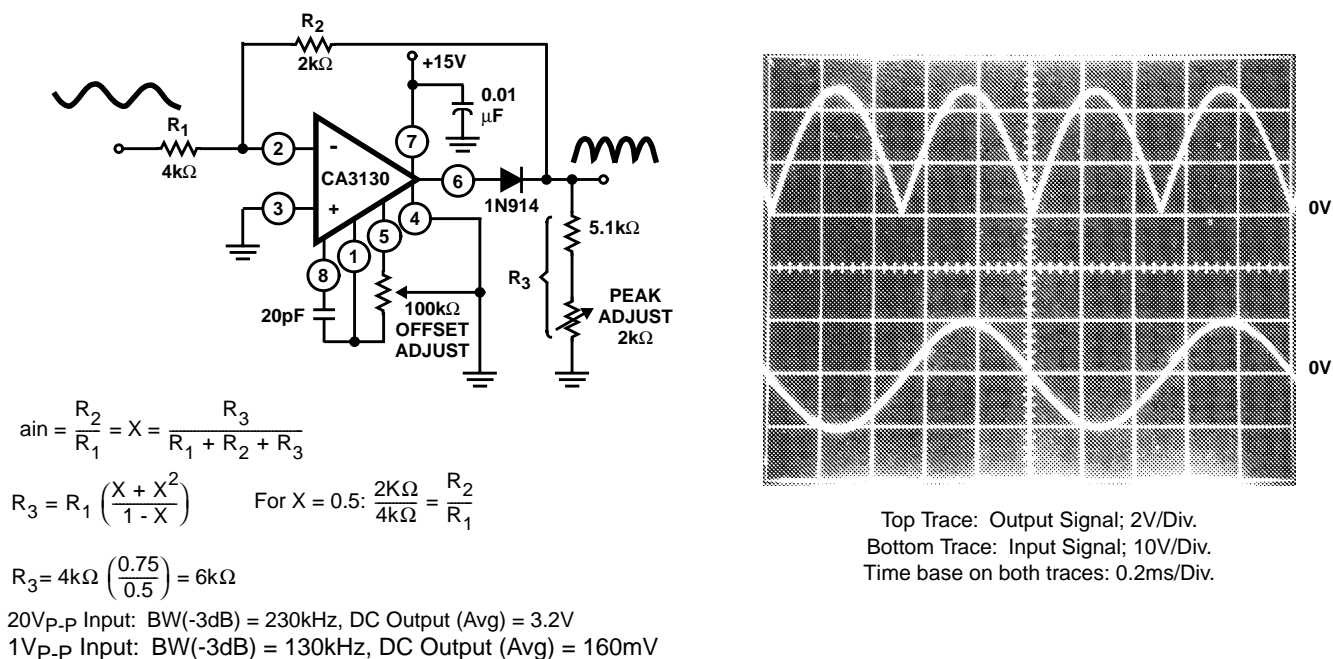 R2
2kΩ
+15V
0.01
μF
R1
4kΩ
2
-
7
CA3130
6
1N914
3
+
4
5
1
8
20pF
100kΩ
OFFSET
ADJUST
5.1kΩ
R3
PEAK
ADJUST
2kΩ
0V
0V
ain = R2/R1 = X = R3/(R1 + R2 + R3)
R3 = R1 ((X + X²)/(1 - X)) For X = 0.5: 2KΩ/4kΩ = R2/R1
R3= 4kΩ (0.75/0.5) = 6kΩ
20VP-P Input: BW(-3dB) = 230kHz, DC Output (Avg) = 3.2V
1VP-P Input: BW(-3dB) = 130kHz, DC Output (Avg) = 160mV
Top Trace: Output Signal; 2V/Div.
Bottom Trace: Input Signal; 10V/Div.
Time base on both traces: 0.2ms/Div.